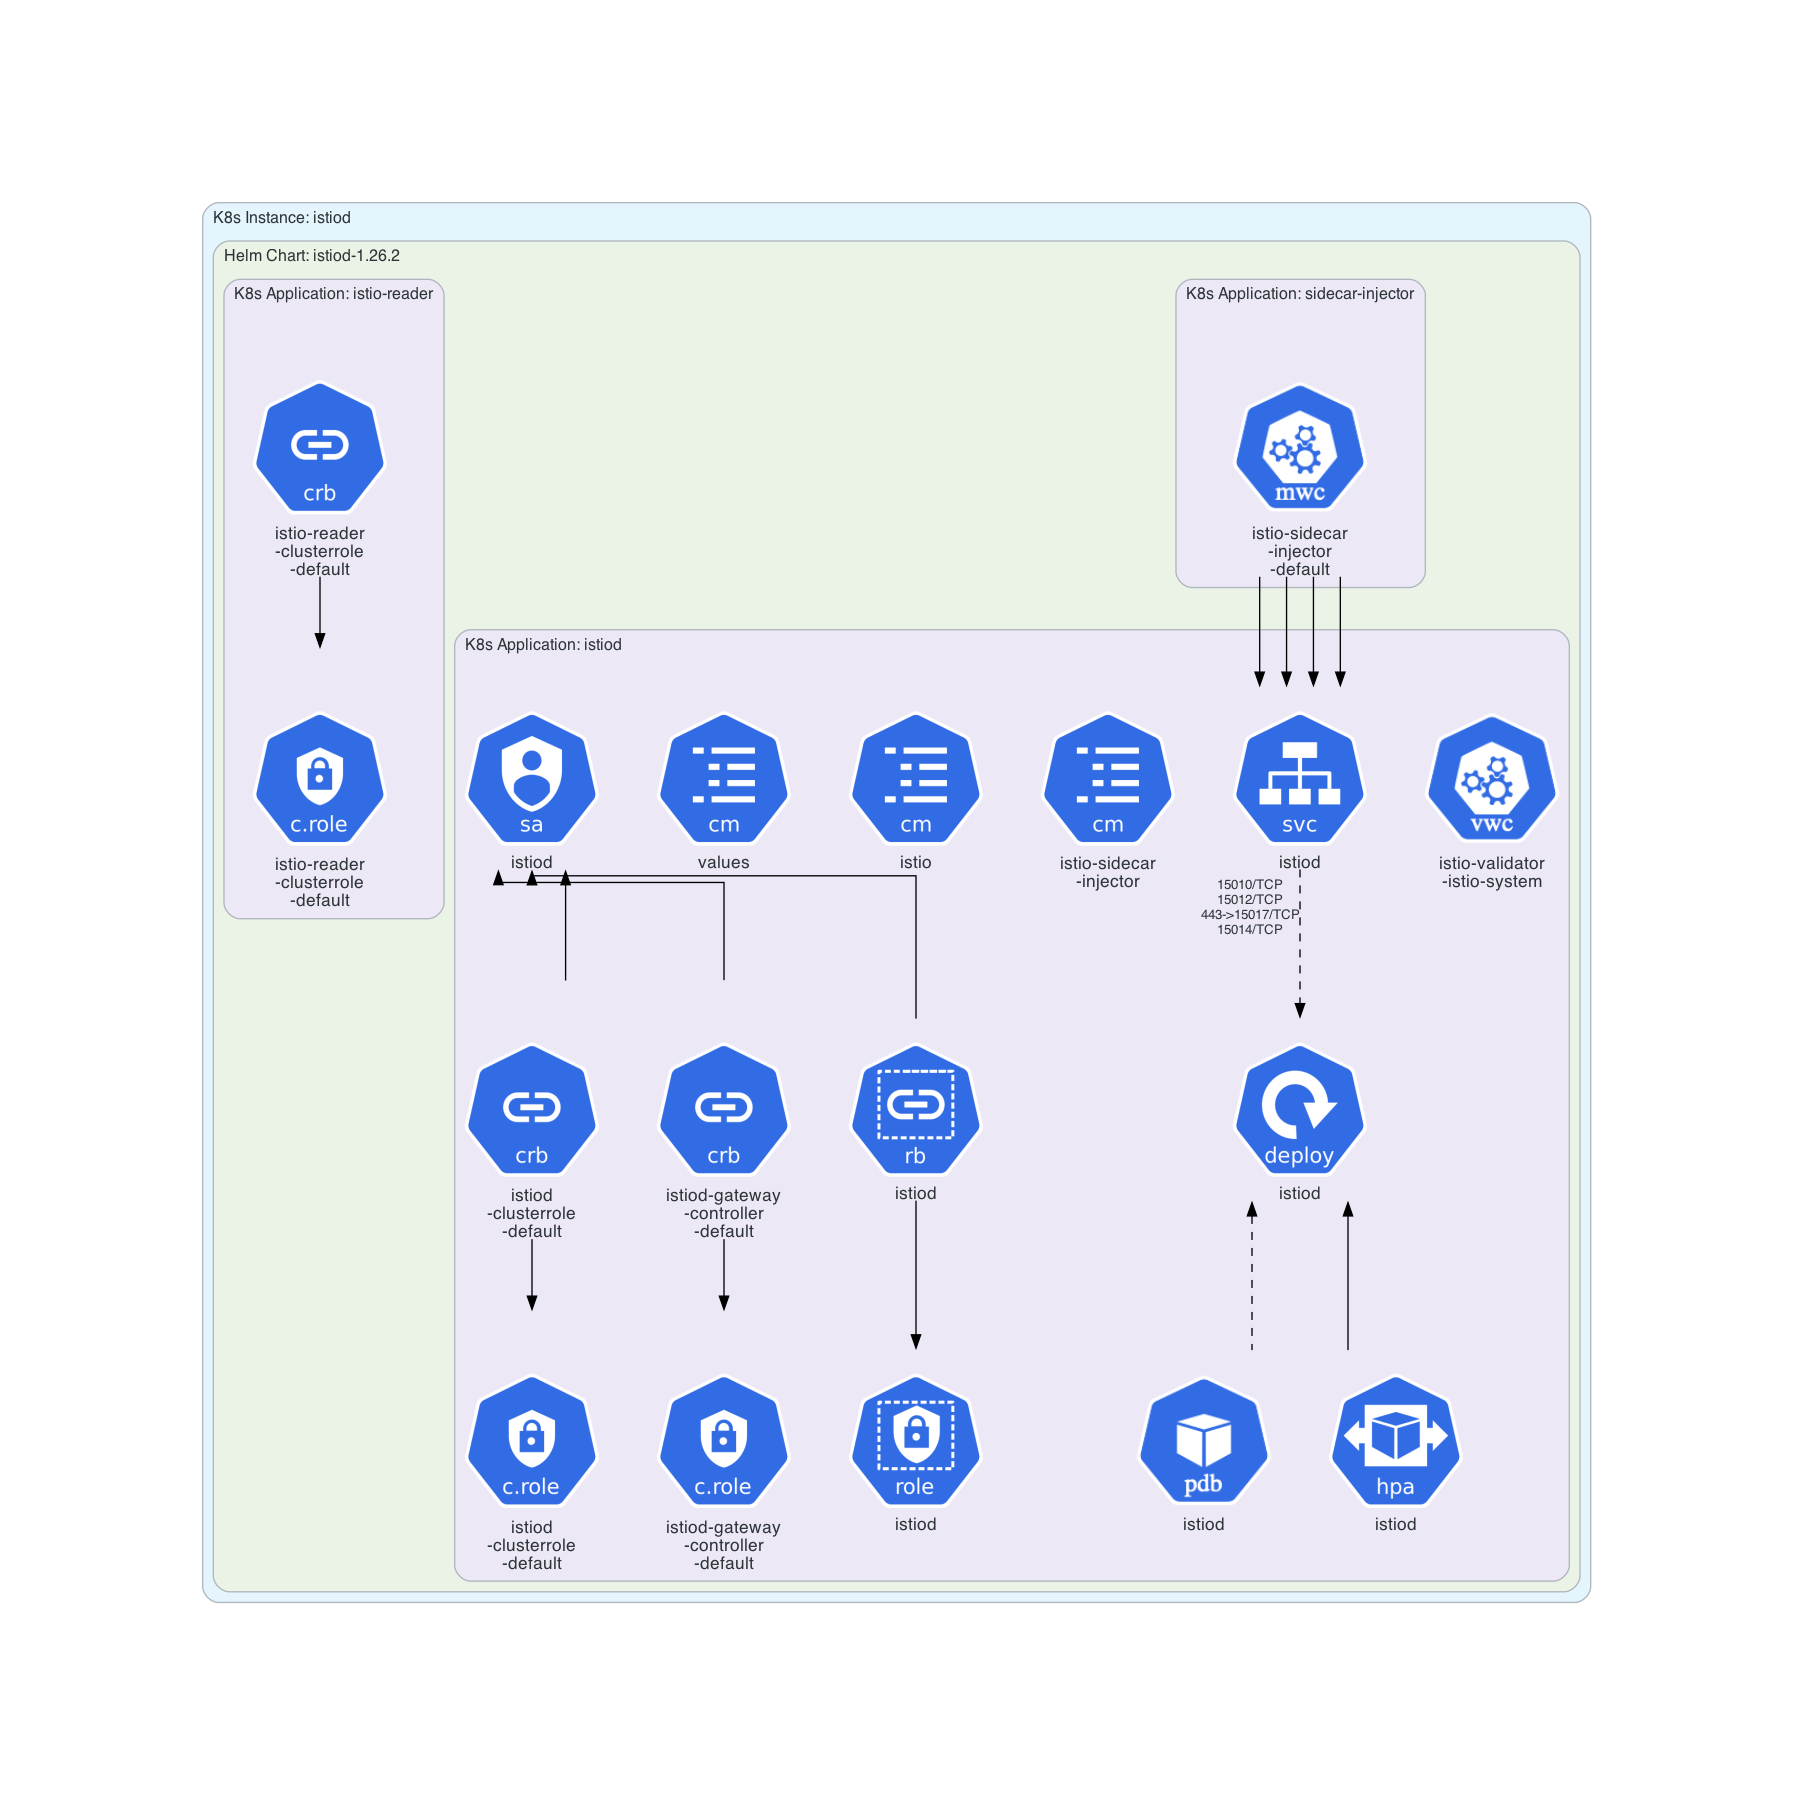 K8s Instance: istiod
Helm Chart: istiod-1.26.2
K8s Application: istio-reader
K8s Application: sidecar-injector
crb
istio-reader
-clusterrole
-default
mwc
istio-sidecar
-injector
-default
K8s Application: istiod
c.role
istio-reader
-clusterrole
-default
sa
istiod
cm
values
cm
istio
cm
istio-sidecar
-injector
svc
istiod
vwc
istio-validator
-istio-system
15010/TCP
15012/TCP
443->15017/TCP
15014/TCP
crb
istiod
-clusterrole
-default
crb
istiod-gateway
-controller
-default
rb
istiod
deploy
istiod
c.role
istiod
-clusterrole
-default
c.role
istiod-gateway
-controller
-default
role
istiod
pdb
istiod
hpa
istiod